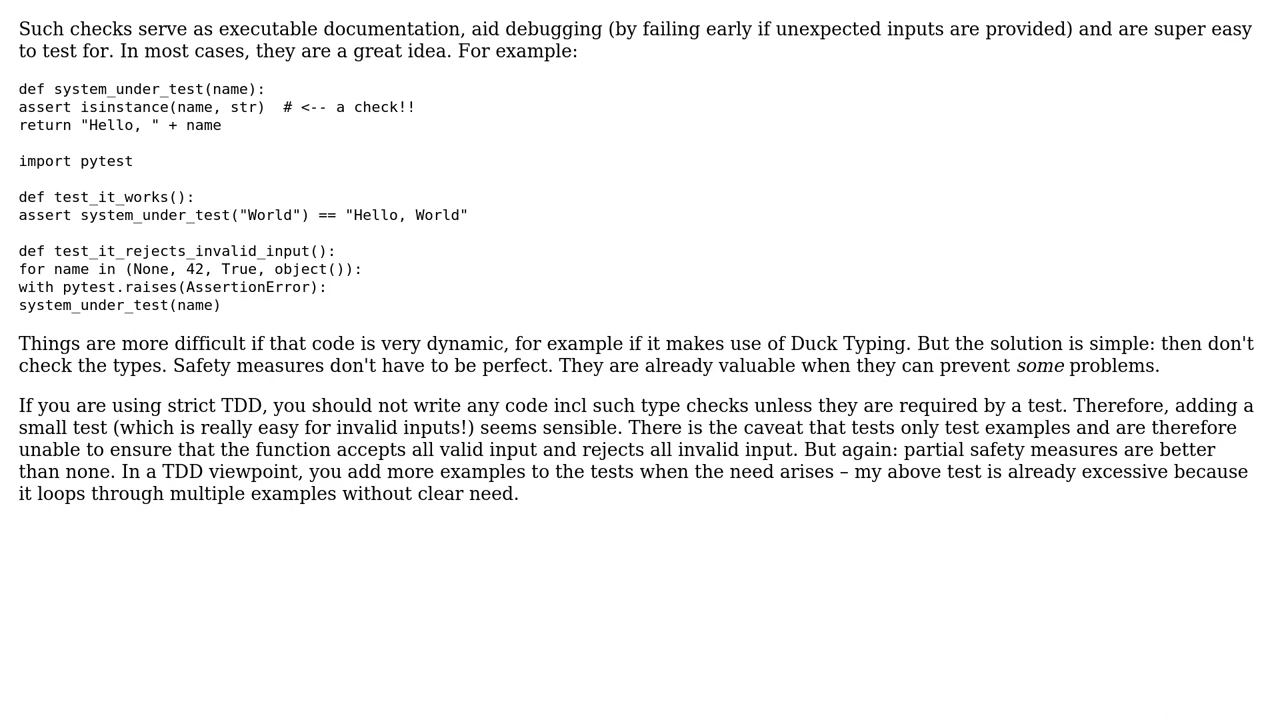 Such checks serve as executable documentation, aid debugging (by failing early if unexpected inputs are provided) and are super easy
to test for. In most cases, they are a great idea. For example:
def system_under_test(name):
assert isinstance(name, str)  # <-- a check!!
return "Hello, " + name
import pytest
def test_it_works():
assert system_under_test("World") == "Hello, World"
def test_it_rejects_invalid_input():
for name in (None, 42, True, object()):
with pytest.raises(AssertionError):
system_under_test(name)
Things are more difficult if that code is very dynamic, for example if it makes use of Duck Typing. But the solution is simple: then don't
check the types. Safety measures don't have to be perfect. They are already valuable when they can prevent some problems.
If you are using strict TDD, you should not write any code incl such type checks unless they are required by a test. Therefore, adding a
small test (which is really easy for invalid inputs!) seems sensible. There is the caveat that tests only test examples and are therefore
unable to ensure that the function accepts all valid input and rejects all invalid input. But again: partial safety measures are better
than none. In a TDD viewpoint, you add more examples to the tests when the need arises – my above test is already excessive because
it loops through multiple examples without clear need.